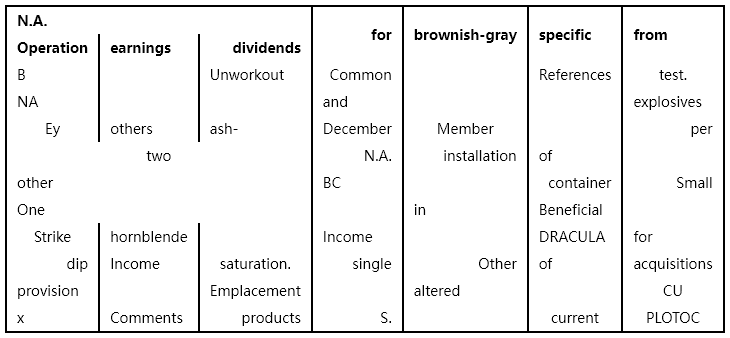 N.A.
for brownish-gray specific from
Operation earnings dividends
B Unworkout Common References test.
NA and explosives
Ey others ash- December Member per
two N.A. installation of
other BC container Small
One in Beneficial
Strike hornblende Income DRACULA for
dip Income saturation. single Other of acquisitions
provision Emplacement altered CU
x Comments products S. current PLOTOC